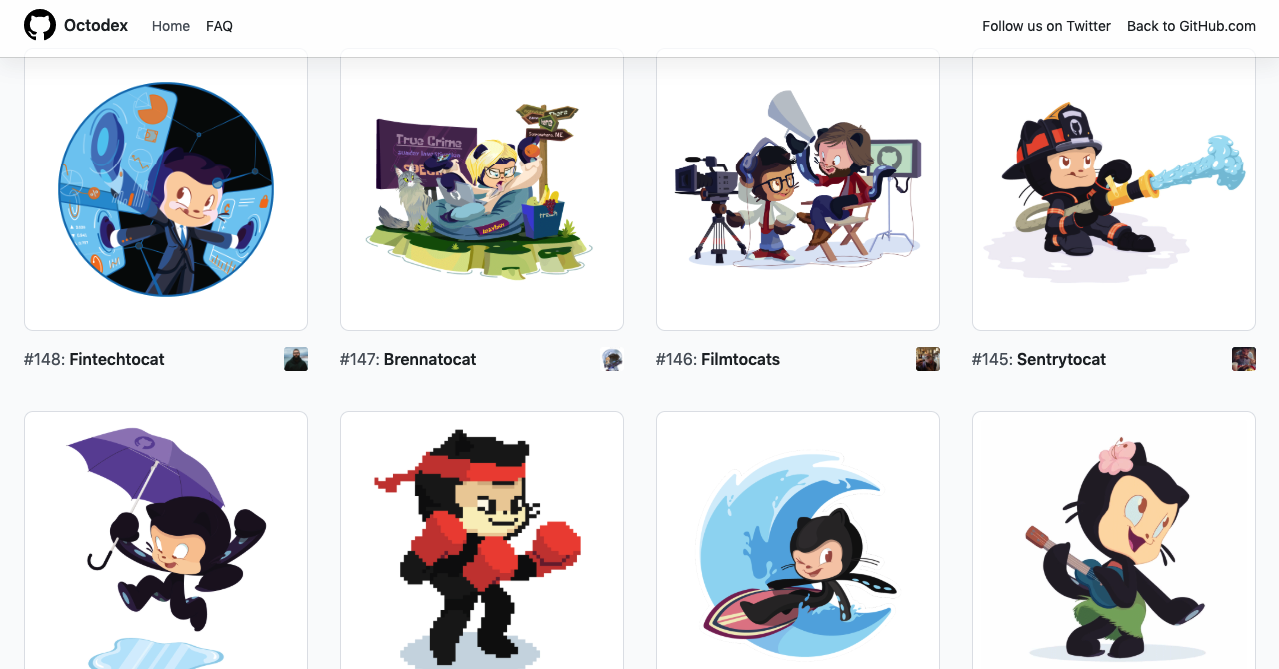 Octodex
Home
FAQ
Follow us on Twitter
Back to GitHub.com
True Crime
#148: Fintechtocat
#147: Brennatocat
#146: Filmtocats
#145: Sentrytocat